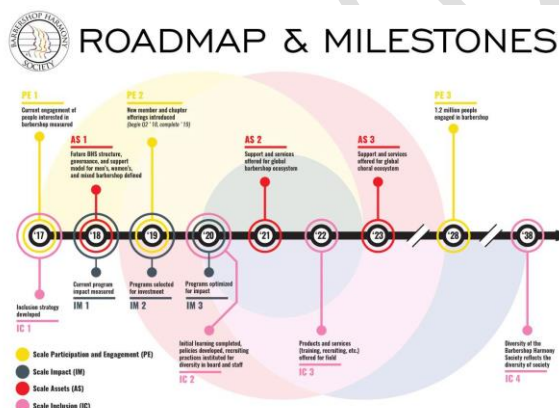 BARBERSHOP HARMONY
SOCIETY
ROADMAP & MILESTONES
PE 1
Current engagement of
people interested in
barbershop measured
PE 2
New member and chapter
offerings introduced
(begin Q2 '18, complete '19)
PE 3
1.2 million people
engaged in barbershop
AS 1
Future BHS structure,
governance, and support
model for men's, women's,
and mixed barbershop defined
AS 2
Support and services
offered for global
barbershop ecosystem
AS 3
Support and services
offered for global
choral ecosystem
'17
'18
'19
'20
'21
'22
'23
'28
'38
Inclusion strategy
developed
IC 1
Current program
impact measured
IM 1
Programs selected
for investment
IM 2
Programs optimized
for impact
IM 3
Initial learning completed,
policies developed, recruiting
practices instituted for
diversity in board and staff
IC 2
Products and services
(training, recruiting, etc.)
offered for field
IC 3
Diversity of the
Barbershop Harmony
Society reflects the
diversity of society
IC 4
Scale Participation and Engagement (PE)
Scale Impact (IM)
Scale Assets (AS)
Scale Inclusion (IC)